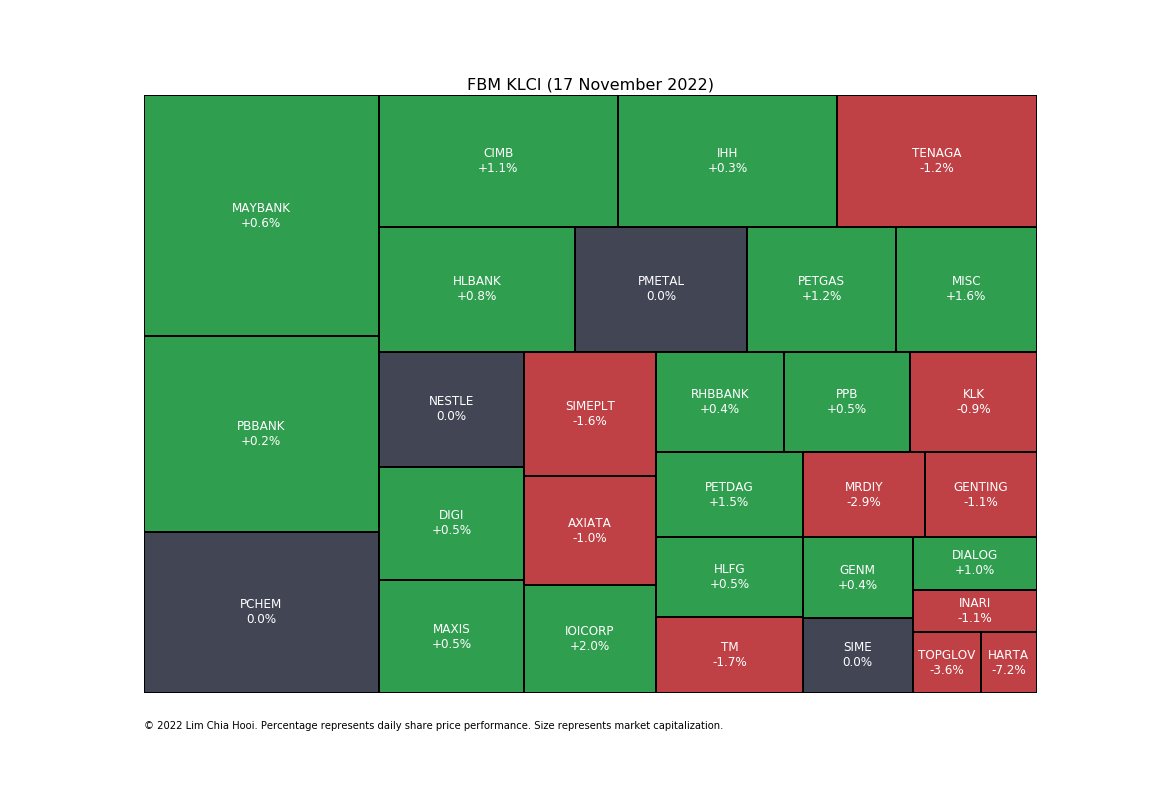 FBM KLCI (17 November 2022)
MAYBANK
+0.6%
PBBANK
+0.2%
PCHEM
0.0%
CIMB
+1.1%
IHH
+0.3%
TENAGA
-1.2%
HLBANK
+0.8%
PMETAL
0.0%
PETGAS
+1.2%
MISC
+1.6%
NESTLE
0.0%
DIGI
+0.5%
MAXIS
+0.5%
SIMEPLT
-1.6%
AXIATA
-1.0%
IOICORP
+2.0%
RHBBANK
+0.4%
PPB
+0.5%
KLK
-0.9%
PETDAG
+1.5%
MRDIY
-2.9%
GENTING
-1.1%
HLFG
+0.5%
TM
-1.7%
GENM
+0.4%
SIME
0.0%
DIALOG
+1.0%
INARI
-1.1%
TOPGLOV
-3.6%
HARTA
-7.2%
© 2022 Lim Chia Hooi. Percentage represents daily share price performance. Size represents market capitalization.